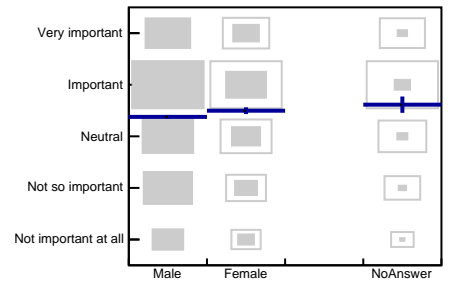 Very important
Important
Neutral
Not so important
Not important at all
Male
Female
NoAnswer